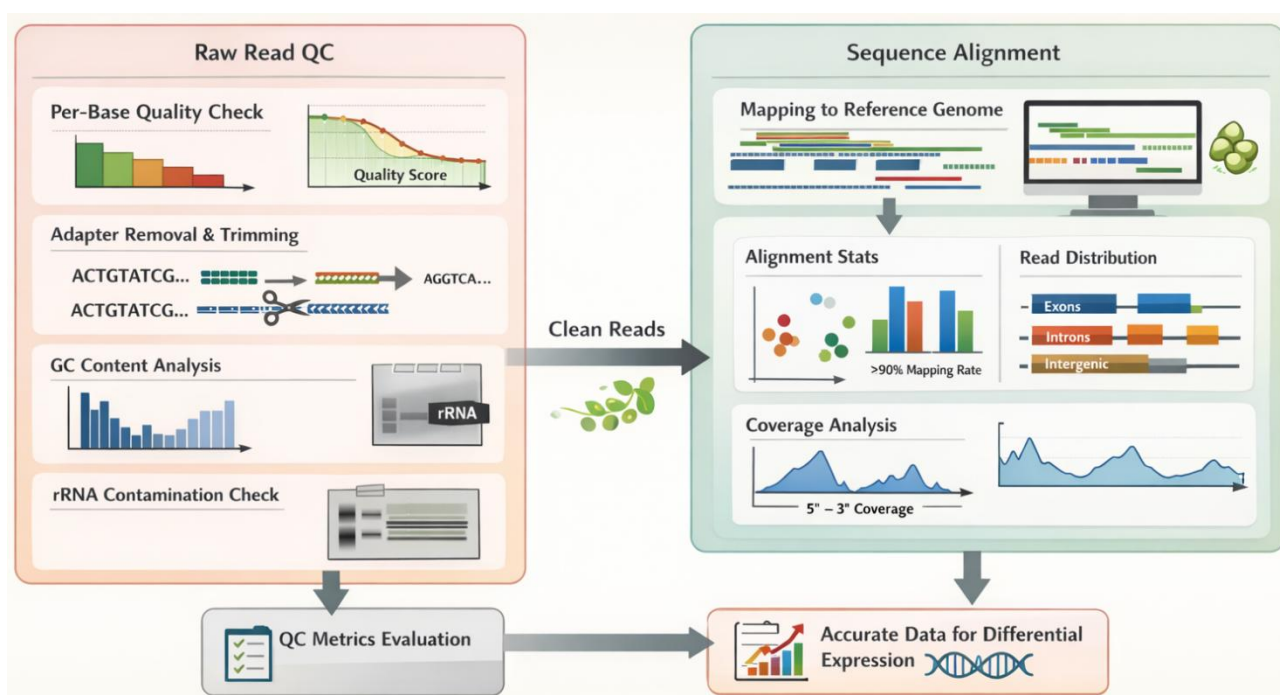 Raw Read QC
Per-Base Quality Check
Quality Score
Adapter Removal & Trimming
ACTGTATCG...
AGGTCA...
ACTGTATCG...
GC Content Analysis
rRNA
rRNA Contamination Check
QC Metrics Evaluation
Clean Reads
Sequence Alignment
Mapping to Reference Genome
Alignment Stats
>90% Mapping Rate
Read Distribution
Exons
Introns
Intergenic
Coverage Analysis
5" – 3" Coverage
Accurate Data for Differential
Expression